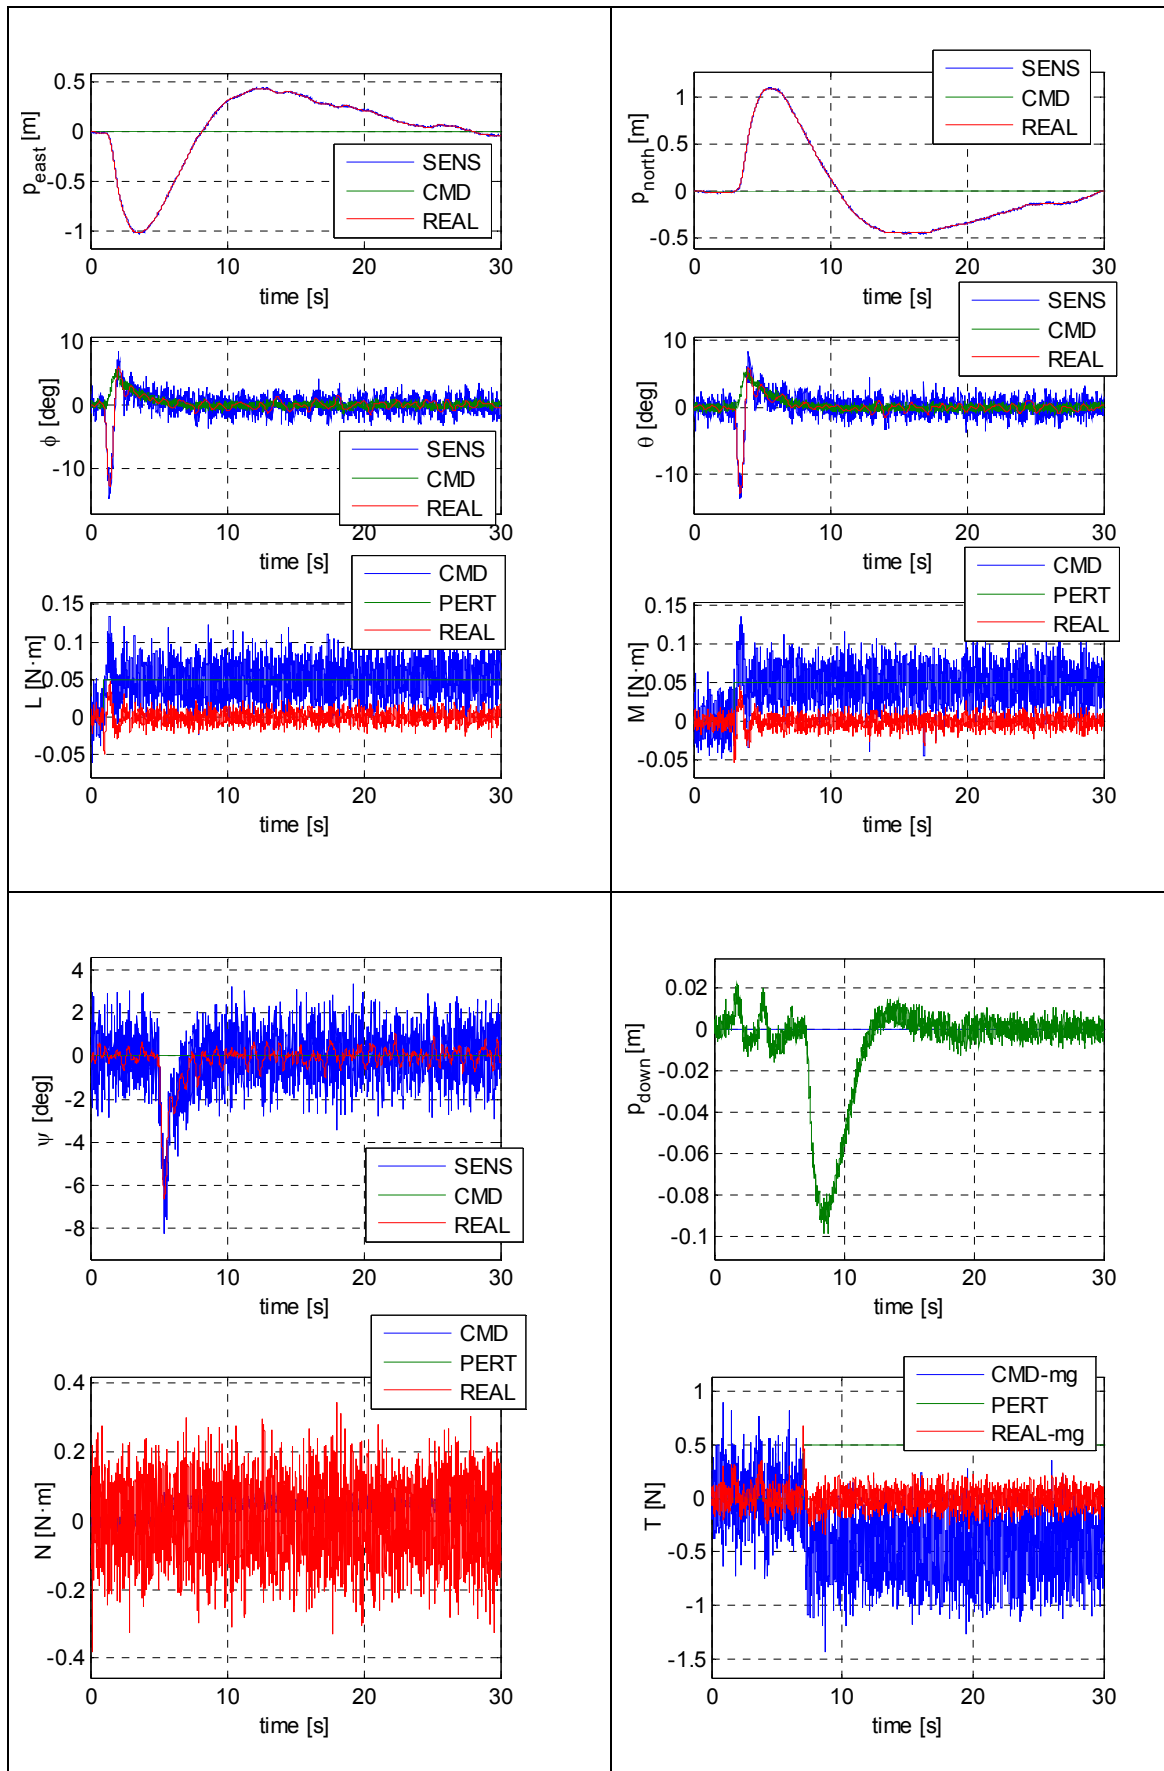 0.5
0
-0.5
-1
p_east [m]
0 10 20 30
time [s]
SENS
CMD
REAL
10
0
-10
ϕ [deg]
0 10 20 30
time [s]
SENS
CMD
REAL
0.15
0.1
0.05
0
-0.05
L [N·m]
0 10 20 30
time [s]
CMD
PERT
REAL
1
0
-0.5
p_north [m]
0 10 20 30
time [s]
SENS
CMD
REAL
10
0
-10
θ [deg]
0 10 20 30
time [s]
SENS
CMD
REAL
0.15
0.1
0.05
0
-0.05
M [N·m]
0 10 20 30
time [s]
CMD
PERT
REAL
4
2
0
-2
-4
-6
-8
ψ [deg]
0 10 20 30
time [s]
SENS
CMD
REAL
0.4
0.2
0
-0.2
-0.4
N [N·m]
0 10 20 30
time [s]
CMD
PERT
REAL
0.02
0
-0.02
-0.04
-0.06
-0.08
-0.1
p_down [m]
0 10 20 30
time [s]
1
0.5
0
-0.5
-1
-1.5
T [N]
0 10 20 30
time [s]
CMD-mg
PERT
REAL-mg